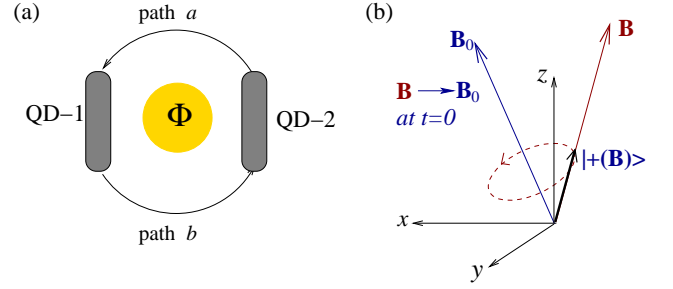 (a)
path a
QD–1
Φ
QD–2
path b
(b)
B₀
B
z
B → B₀
at t=0
|+(B)>
x
y